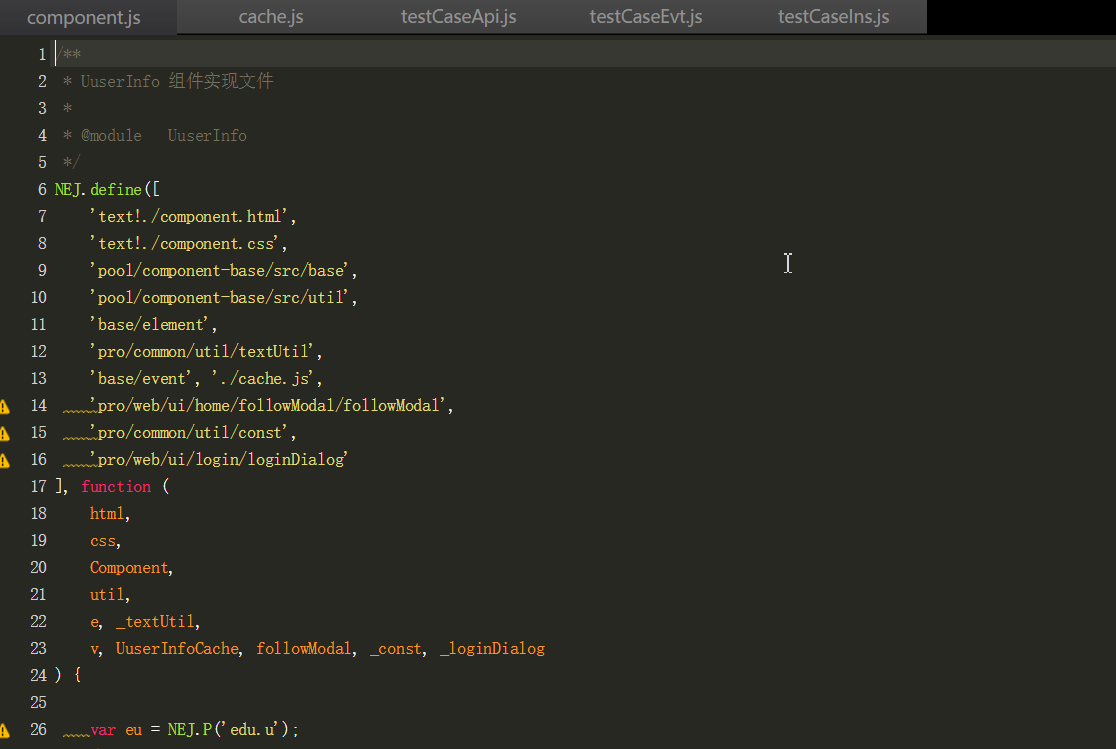 component.js cache.js testCaseApi.js testCaseEvt.js testCaseIns.js
1 /**
2  * UuserInfo 组件实现文件
3  *
4  * @module   UuserInfo
5  */
6 NEJ.define([
7     'text!./component.html',
8     'text!./component.css',
9     'pool/component-base/src/base',
10     'pool/component-base/src/util',
11     'base/element',
12     'pro/common/util/textUtil',
13     'base/event', './cache.js',
14     'pro/web/ui/home/followModal/followModal',
15     'pro/common/util/const',
16     'pro/web/ui/login/loginDialog'
17 ], function (
18     html,
19     css,
20     Component,
21     util,
22     e, _textUtil,
23     v, UuserInfoCache, followModal, _const, _loginDialog
24 ) {
25
26     var eu = NEJ.P('edu.u');